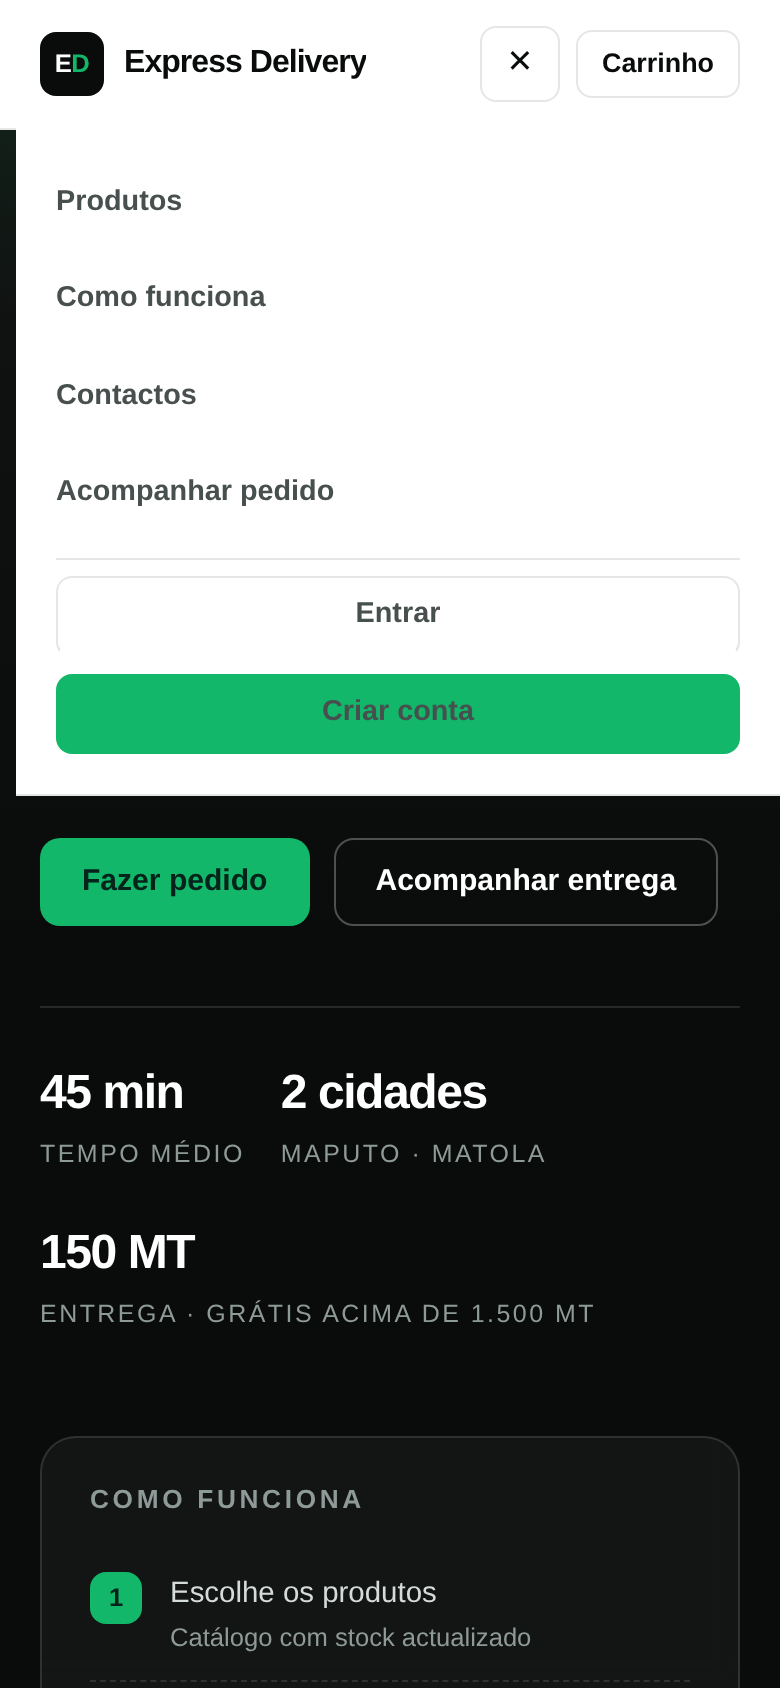 ED Express Delivery ✕ Carrinho
Produtos
Como funciona
Contactos
Acompanhar pedido
Entrar
Criar conta
Fazer pedido Acompanhar entrega
45 min 2 cidades
TEMPO MÉDIO MAPUTO · MATOLA
150 MT
ENTREGA · GRÁTIS ACIMA DE 1.500 MT
COMO FUNCIONA
1 Escolhe os produtos
Catálogo com stock actualizado